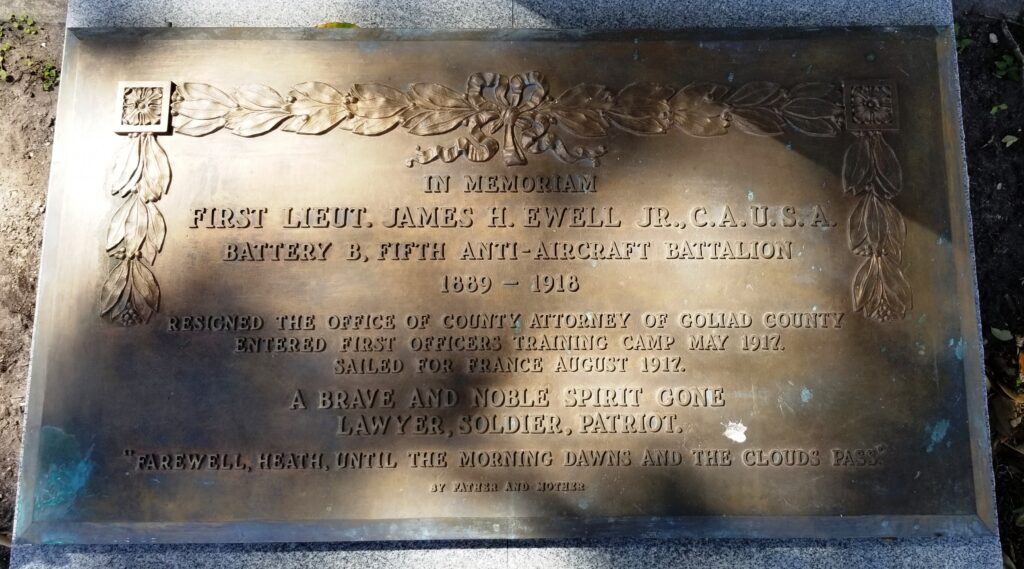 IN MEMORIAM
FIRST LIEUT. JAMES H. EWELL JR., C.A.U.S.A.
BATTERY B, FIFTH ANTI-AIRCRAFT BATTALION
1889 – 1918
RESIGNED THE OFFICE OF COUNTY ATTORNEY OF GOLIAD COUNTY
ENTERED FIRST OFFICERS TRAINING CAMP MAY 1917.
SAILED FOR FRANCE AUGUST 1917.
A BRAVE AND NOBLE SPIRIT GONE
LAWYER, SOLDIER, PATRIOT.
"FAREWELL, HEATH, UNTIL THE MORNING DAWNS AND THE CLOUDS PASS."
BY FATHER AND MOTHER